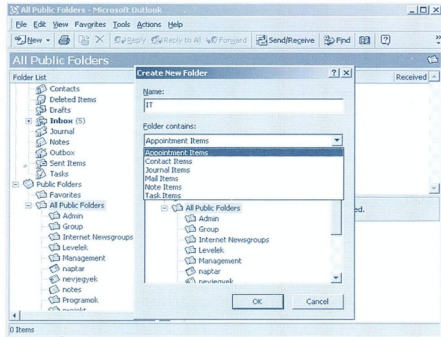 All Public Folders - Microsoft Outlook
File Edit View Favorites Tools Actions Help
New Reply Reply to All Forward Send/Receive Find
All Public Folders
Folder List
Received
Contacts
Deleted Items
Drafts
Inbox (5)
Journal
Notes
Outbox
Sent Items
Tasks
Public Folders
Favorites
All Public Folders
Admin
Group
Internet Newsgroups
Levelek
Management
naptar
nevjegyek
notes
Programok
projekt
Create New Folder
Name:
IT
Folder contains:
Appointment Items
Appointment Items
Contact Items
Journal Items
Mail Items
Note Items
Task Items
All Public Folders
Admin
Group
Internet Newsgroups
Levelek
Management
naptar
nevjegyek
OK Cancel
ed.
0 Items